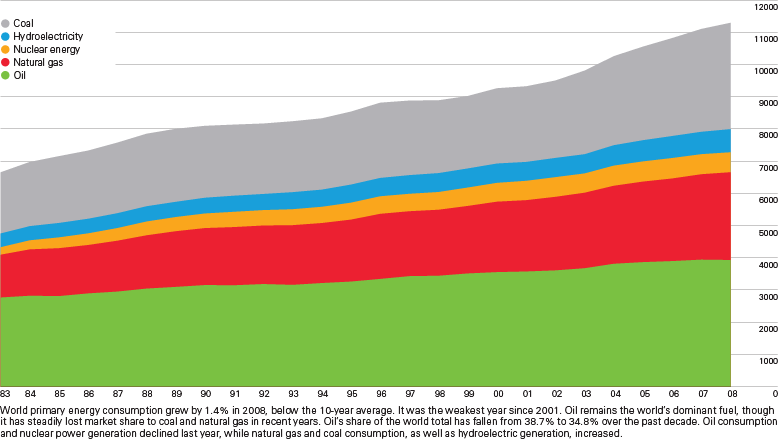 12000
Coal
Hydroelectricity
11000
Nuclear energy
Natural gas
10000
Oil
9000
8000
7000
6000
5000
4000
3000
2000
1000
83 84 85 86 87 88 89 90 91 92 93 94 95 96 97 98 99 00 01 02 03 04 05 06 07 08 0
World primary energy consumption grew by 1.4% in 2008, below the 10-year average. It was the weakest year since 2001. Oil remains the world's dominant fuel, though
it has steadily lost market share to coal and natural gas in recent years. Oil's share of the world total has fallen from 38.7% to 34.8% over the past decade. Oil consumption
and nuclear power generation declined last year, while natural gas and coal consumption, as well as hydroelectric generation, increased.